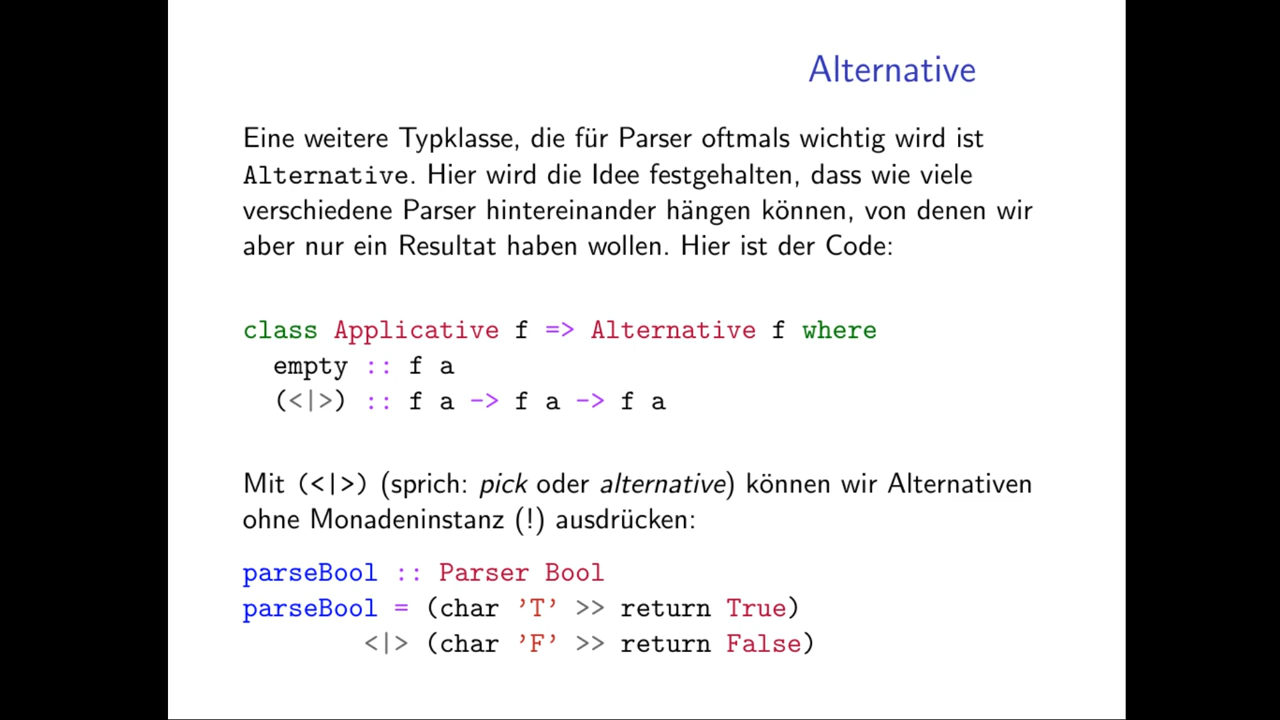 Alternative
Eine weitere Typklasse, die für Parser oftmals wichtig wird ist
Alternative. Hier wird die Idee festgehalten, dass wie viele
verschiedene Parser hintereinander hängen können, von denen wir
aber nur ein Resultat haben wollen. Hier ist der Code:
class Applicative f => Alternative f where
  empty :: f a
  (<|>) :: f a -> f a -> f a
Mit (<|>) (sprich: pick oder alternative) können wir Alternativen
ohne Monadeninstanz (!) ausdrücken:
parseBool :: Parser Bool
parseBool = (char 'T' >> return True)
        <|> (char 'F' >> return False)